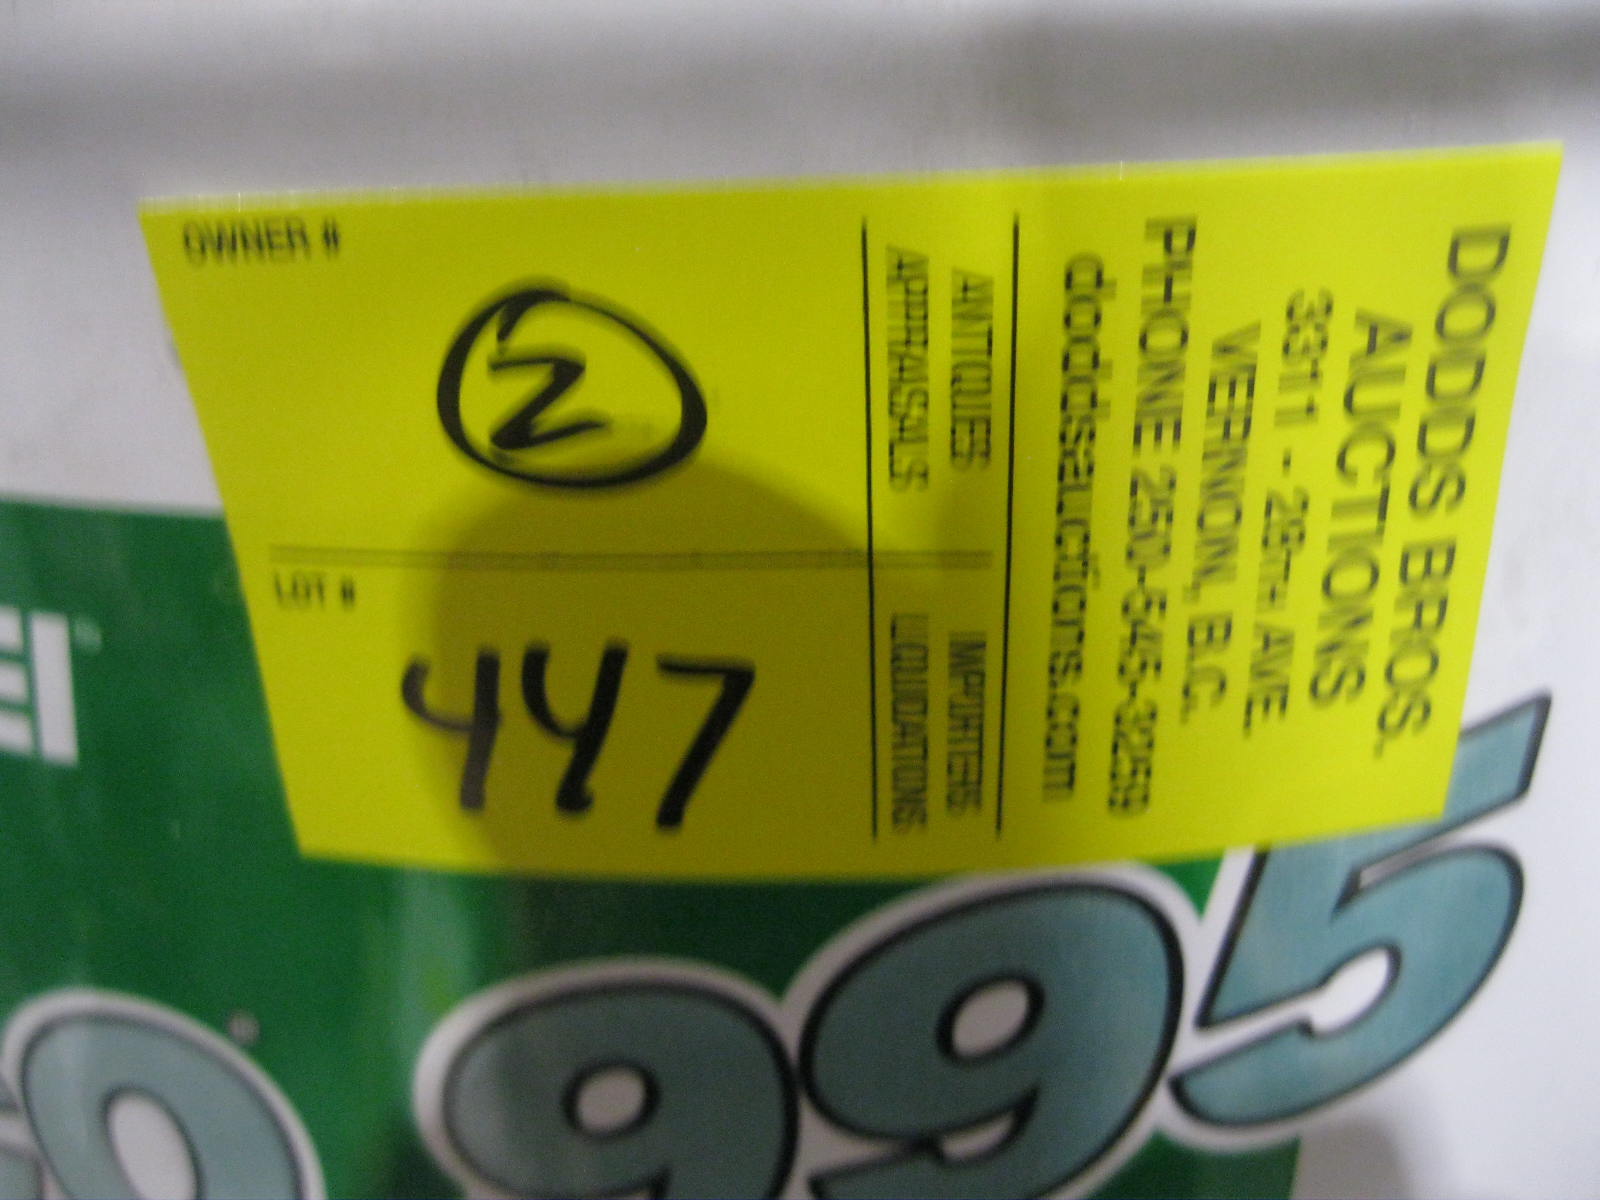 OWNER #
2
LOT #
447
ANTIQUES
APPRAISALS
IMPORTERS
LIQUIDATIONS
DODDS BROS.
AUCTIONS
3311 - 28TH AVE.
VERNON, B.C.
PHONE 250-545-3259
doddsauctions.com
995